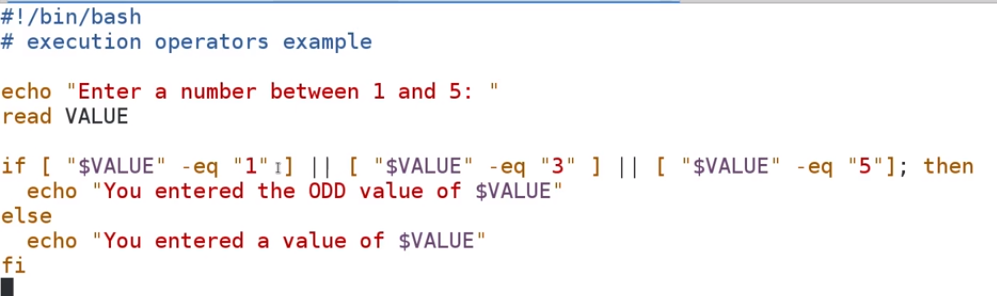 #!/bin/bash
# execution operators example
echo "Enter a number between 1 and 5: "
read VALUE
if [ "$VALUE" -eq "1" ] || [ "$VALUE" -eq "3" ] || [ "$VALUE" -eq "5"]; then
  echo "You entered the ODD value of $VALUE"
else
  echo "You entered a value of $VALUE"
fi